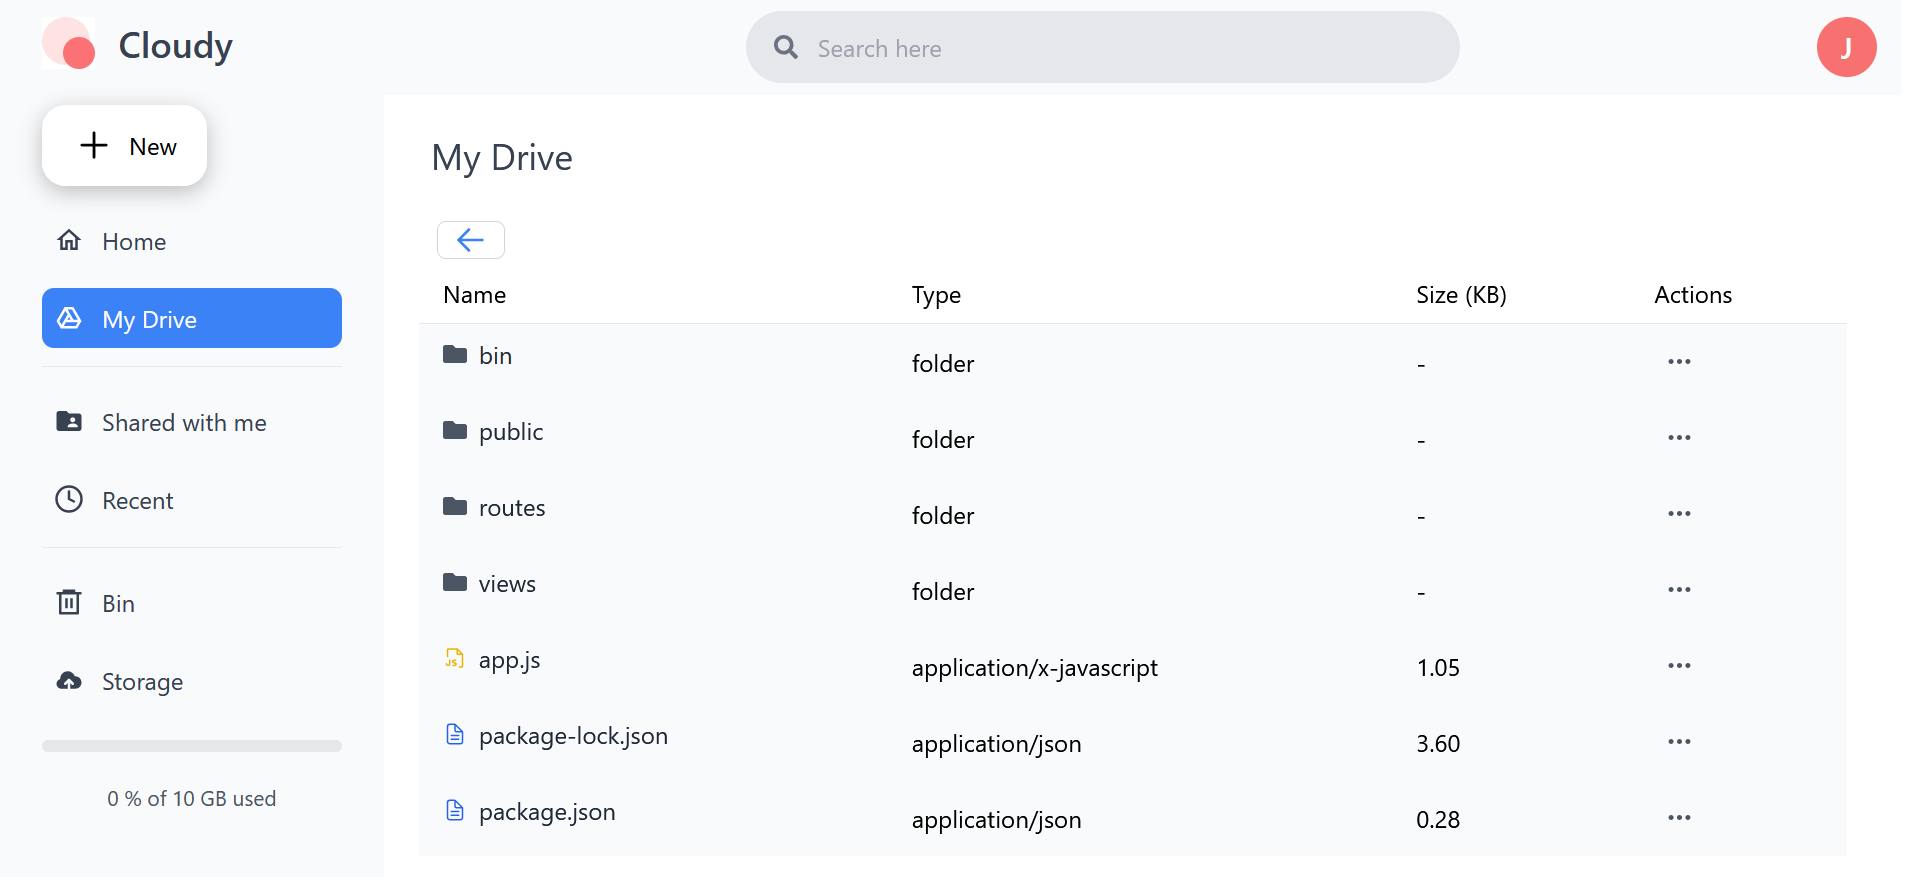 Cloudy
Search here
J
New
Home
My Drive
Shared with me
Recent
Bin
Storage
0 % of 10 GB used
My Drive
Name Type Size (KB) Actions
bin folder - ...
public folder - ...
routes folder - ...
views folder - ...
JS app.js application/x-javascript 1.05 ...
package-lock.json application/json 3.60 ...
package.json application/json 0.28 ...